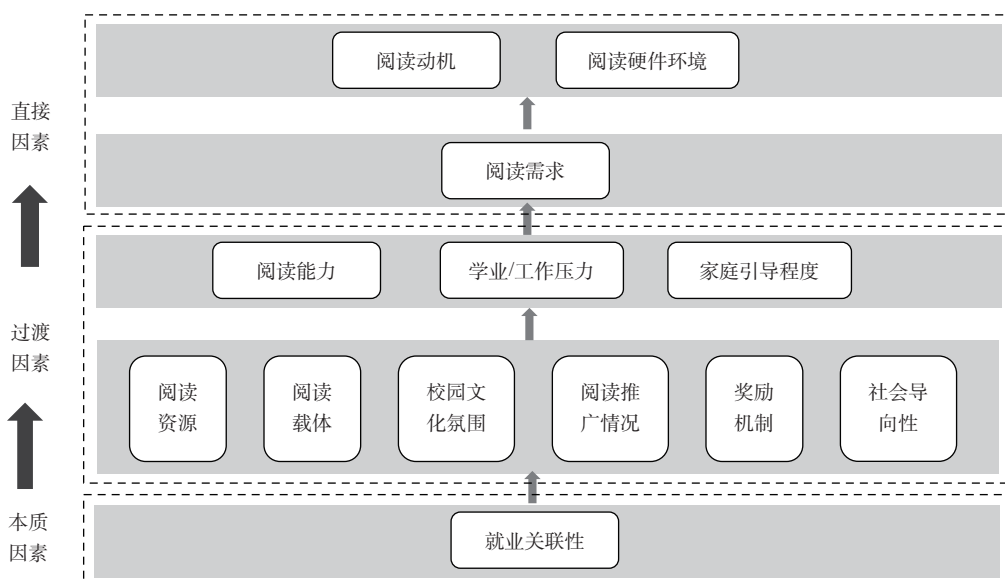 阅读动机
阅读硬件环境
直接
因素
阅读需求
阅读能力
学业/工作压力
家庭引导程度
过渡
因素
阅读
资源
阅读
载体
校园文
化氛围
阅读推
广情况
奖励
机制
社会导
向性
本质
因素
就业关联性